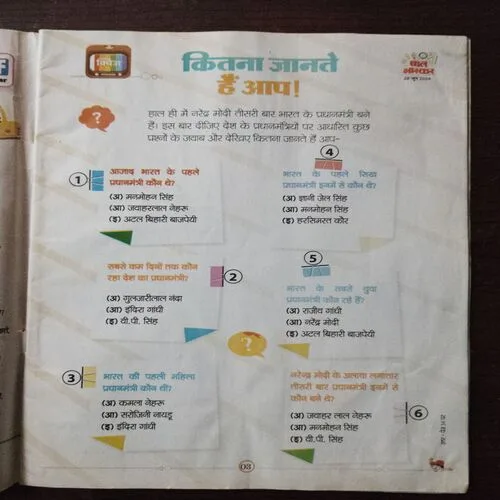 क्विज
कितना जानते
हैं आप!
बाल
भास्कर
हाल ही में नरेंद्र मोदी तीसरी बार भारत के प्रधानमंत्री बने
हैं। इस बार दीजिए देश के प्रधानमंत्रियों पर आधारित कुछ
प्रश्नों के जवाब और देखिए कितना जानते हैं आप-
1
आजाद भारत के पहले
प्रधानमंत्री कौन थे?
(अ) मनमोहन सिंह
(आ) जवाहरलाल नेहरू
(इ) अटल बिहारी बाजपेयी
4
भारत के पहले सिख
प्रधानमंत्री इनमें से कौन थे?
(अ) ज्ञानी जेल सिंह
(आ) मनमोहन सिंह
(इ) हरसिमरत कौर
सबसे कम दिनों तक कौन
रहा देश का प्रधानमंत्री?
2
(अ) गुलजारीलाल नंदा
(आ) इंदिरा गांधी
(इ) वी.पी. सिंह
5
भारत के सबसे युवा
प्रधानमंत्री कौन रहे हैं?
(अ) राजीव गांधी
(आ) नरेंद्र मोदी
(इ) अटल बिहारी बाजपेयी
3
भारत की पहली महिला
प्रधानमंत्री कौन थीं?
(अ) कमला नेहरू
(आ) सरोजिनी नायडू
(इ) इंदिरा गांधी
नरेंद्र मोदी के अलावा लगातार
तीसरी बार प्रधानमंत्री इनमें से
कौन बने थे?
6
(अ) जवाहर लाल नेहरू
(आ) मनमोहन सिंह
(इ) वी.पी. सिंह
03